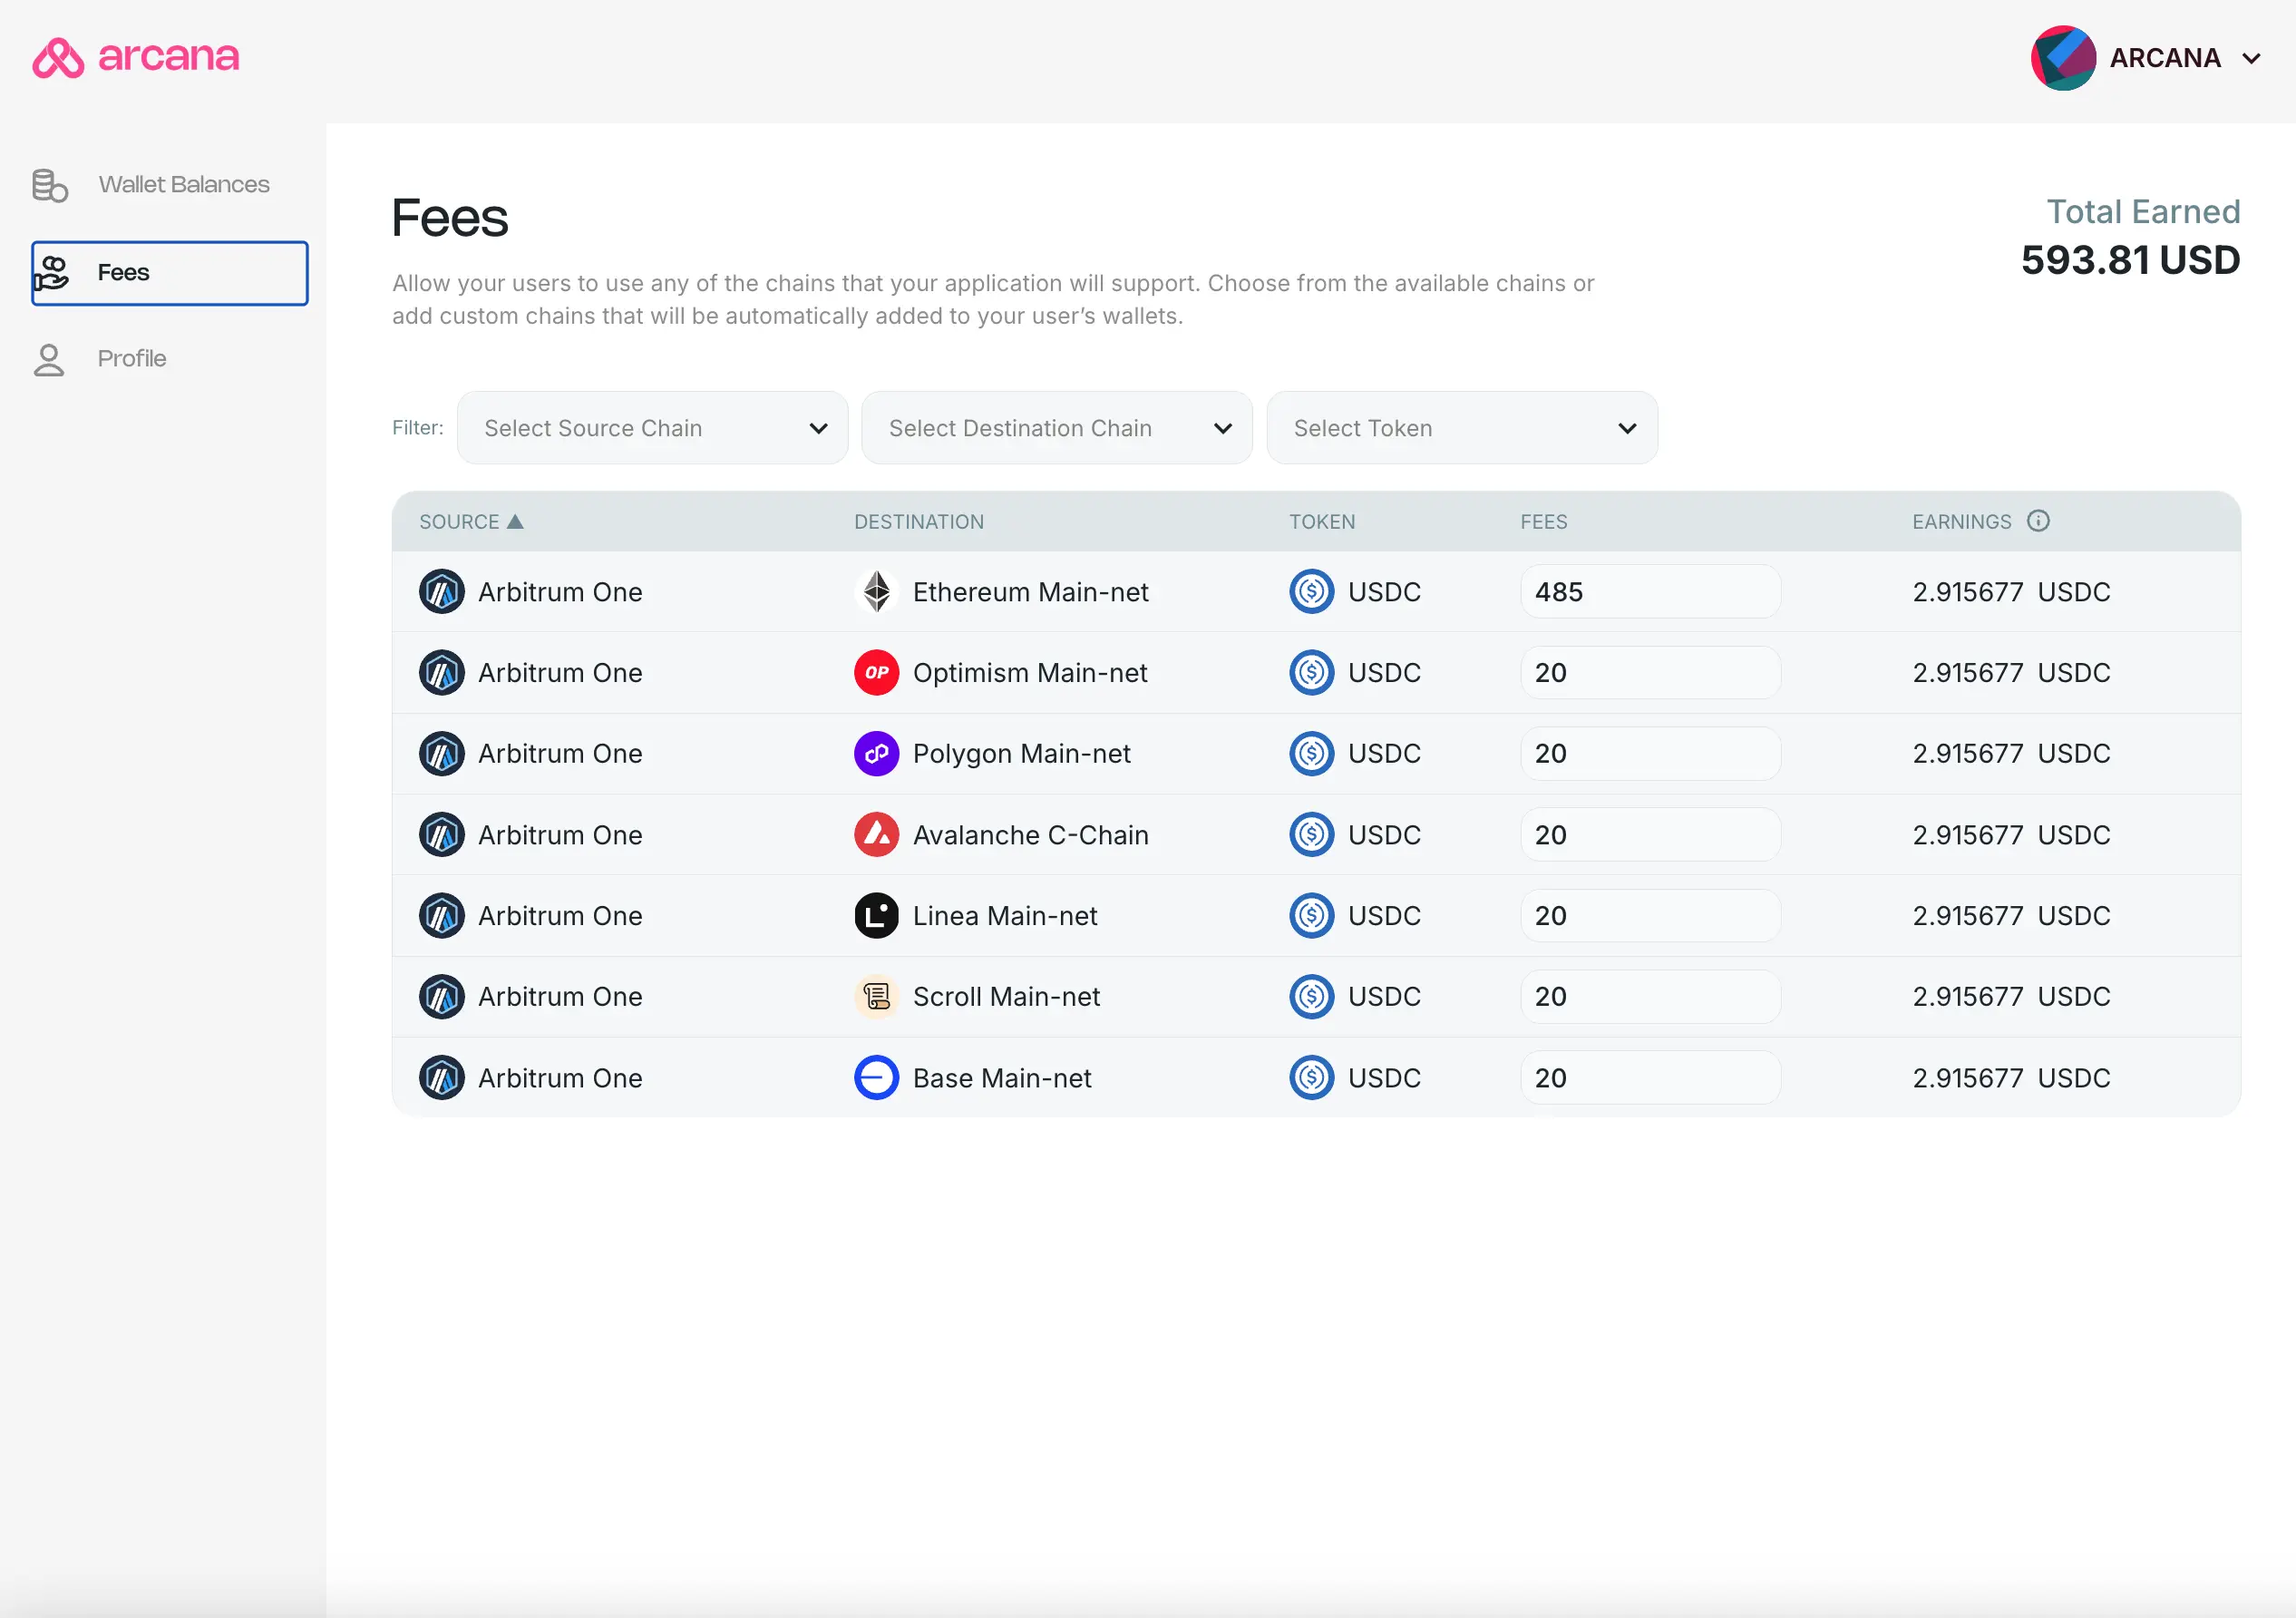 arcana
ARCANA
Wallet Balances
Fees
Profile
Fees
Total Earned
593.81 USD
Allow your users to use any of the chains that your application will support. Choose from the available chains or
add custom chains that will be automatically added to your user’s wallets.
Filter: Select Source Chain Select Destination Chain Select Token
SOURCE ▲ DESTINATION TOKEN FEES EARNINGS
Arbitrum One Ethereum Main-net USDC 485 2.915677 USDC
Arbitrum One OP Optimism Main-net USDC 20 2.915677 USDC
Arbitrum One Polygon Main-net USDC 20 2.915677 USDC
Arbitrum One Avalanche C-Chain USDC 20 2.915677 USDC
Arbitrum One Linea Main-net USDC 20 2.915677 USDC
Arbitrum One Scroll Main-net USDC 20 2.915677 USDC
Arbitrum One Base Main-net USDC 20 2.915677 USDC